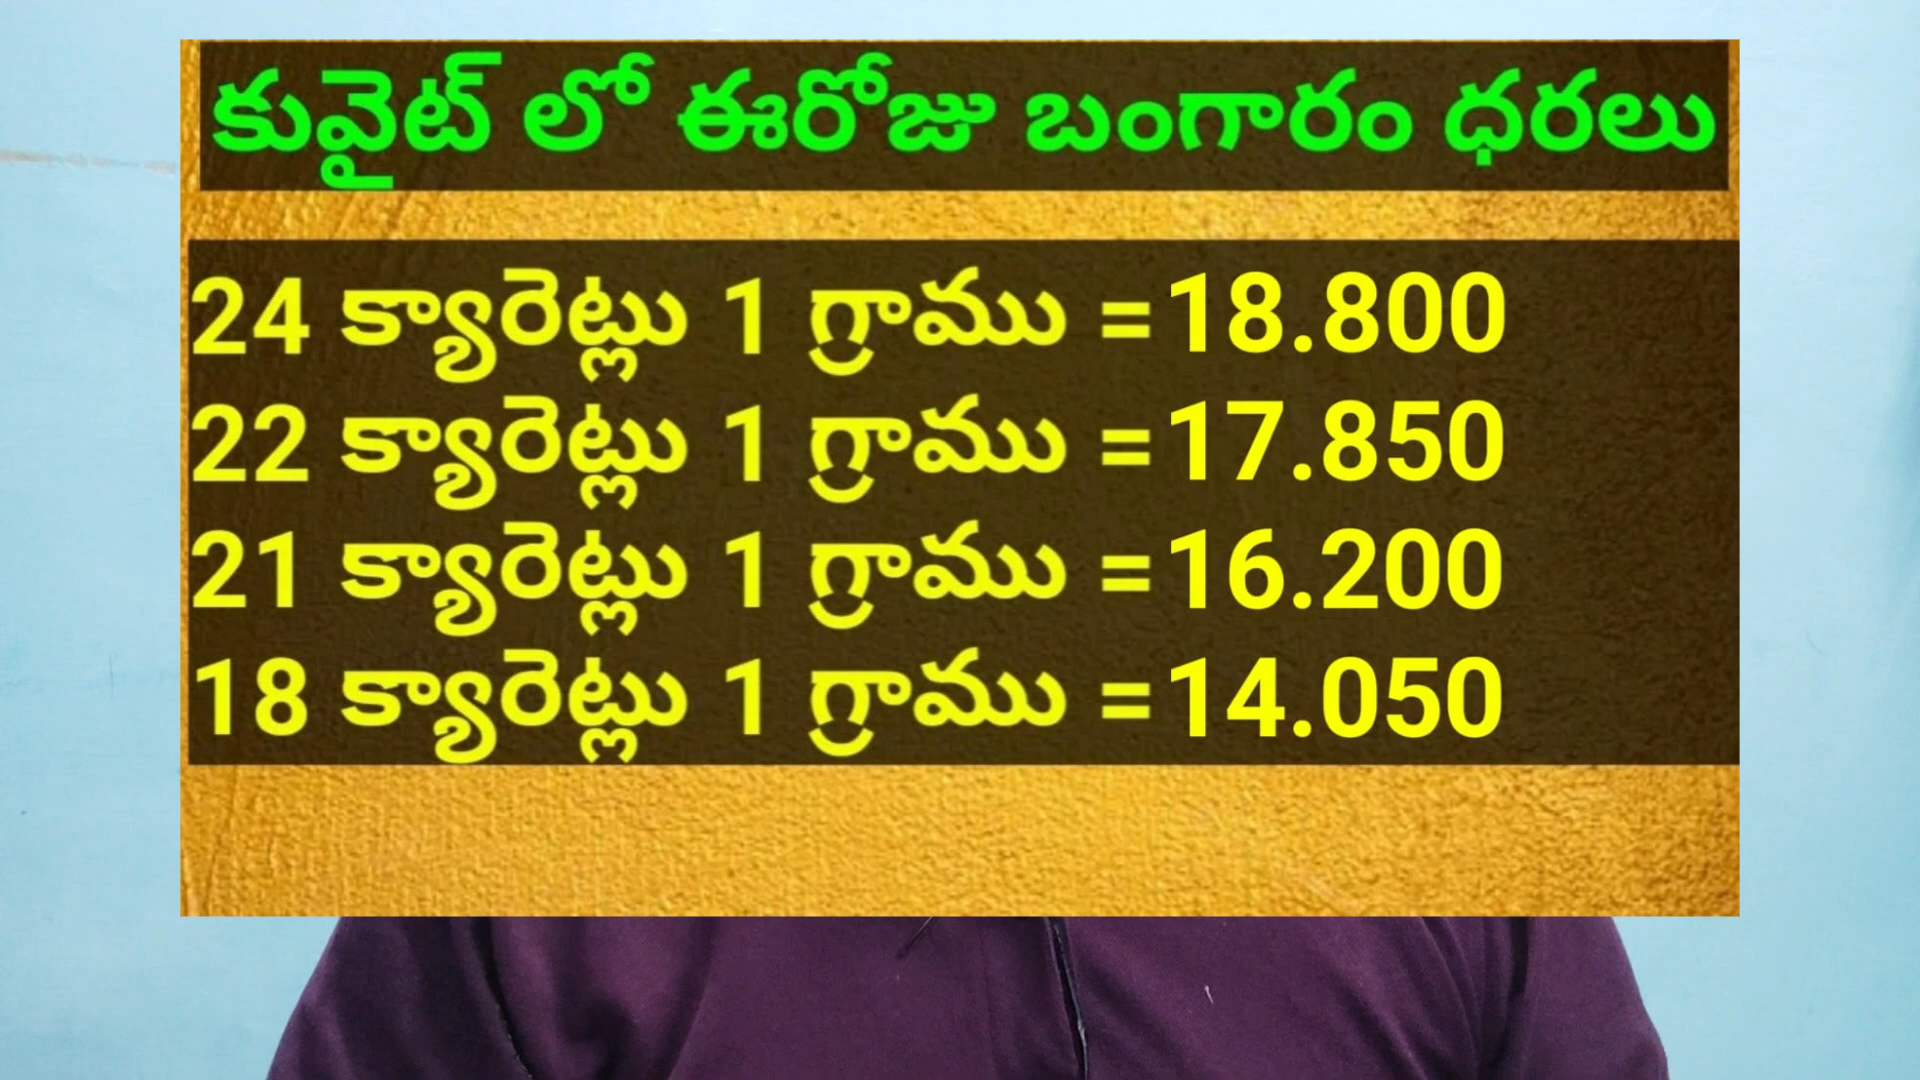 కువైట్ లో ఈరోజు బంగారం ధరలు
24 క్యారెట్లు 1 గ్రాము =18.800
22 క్యారెట్లు 1 గ్రాము =17.850
21 క్యారెట్లు 1 గ్రాము =16.200
18 క్యారెట్లు 1 గ్రాము =14.050